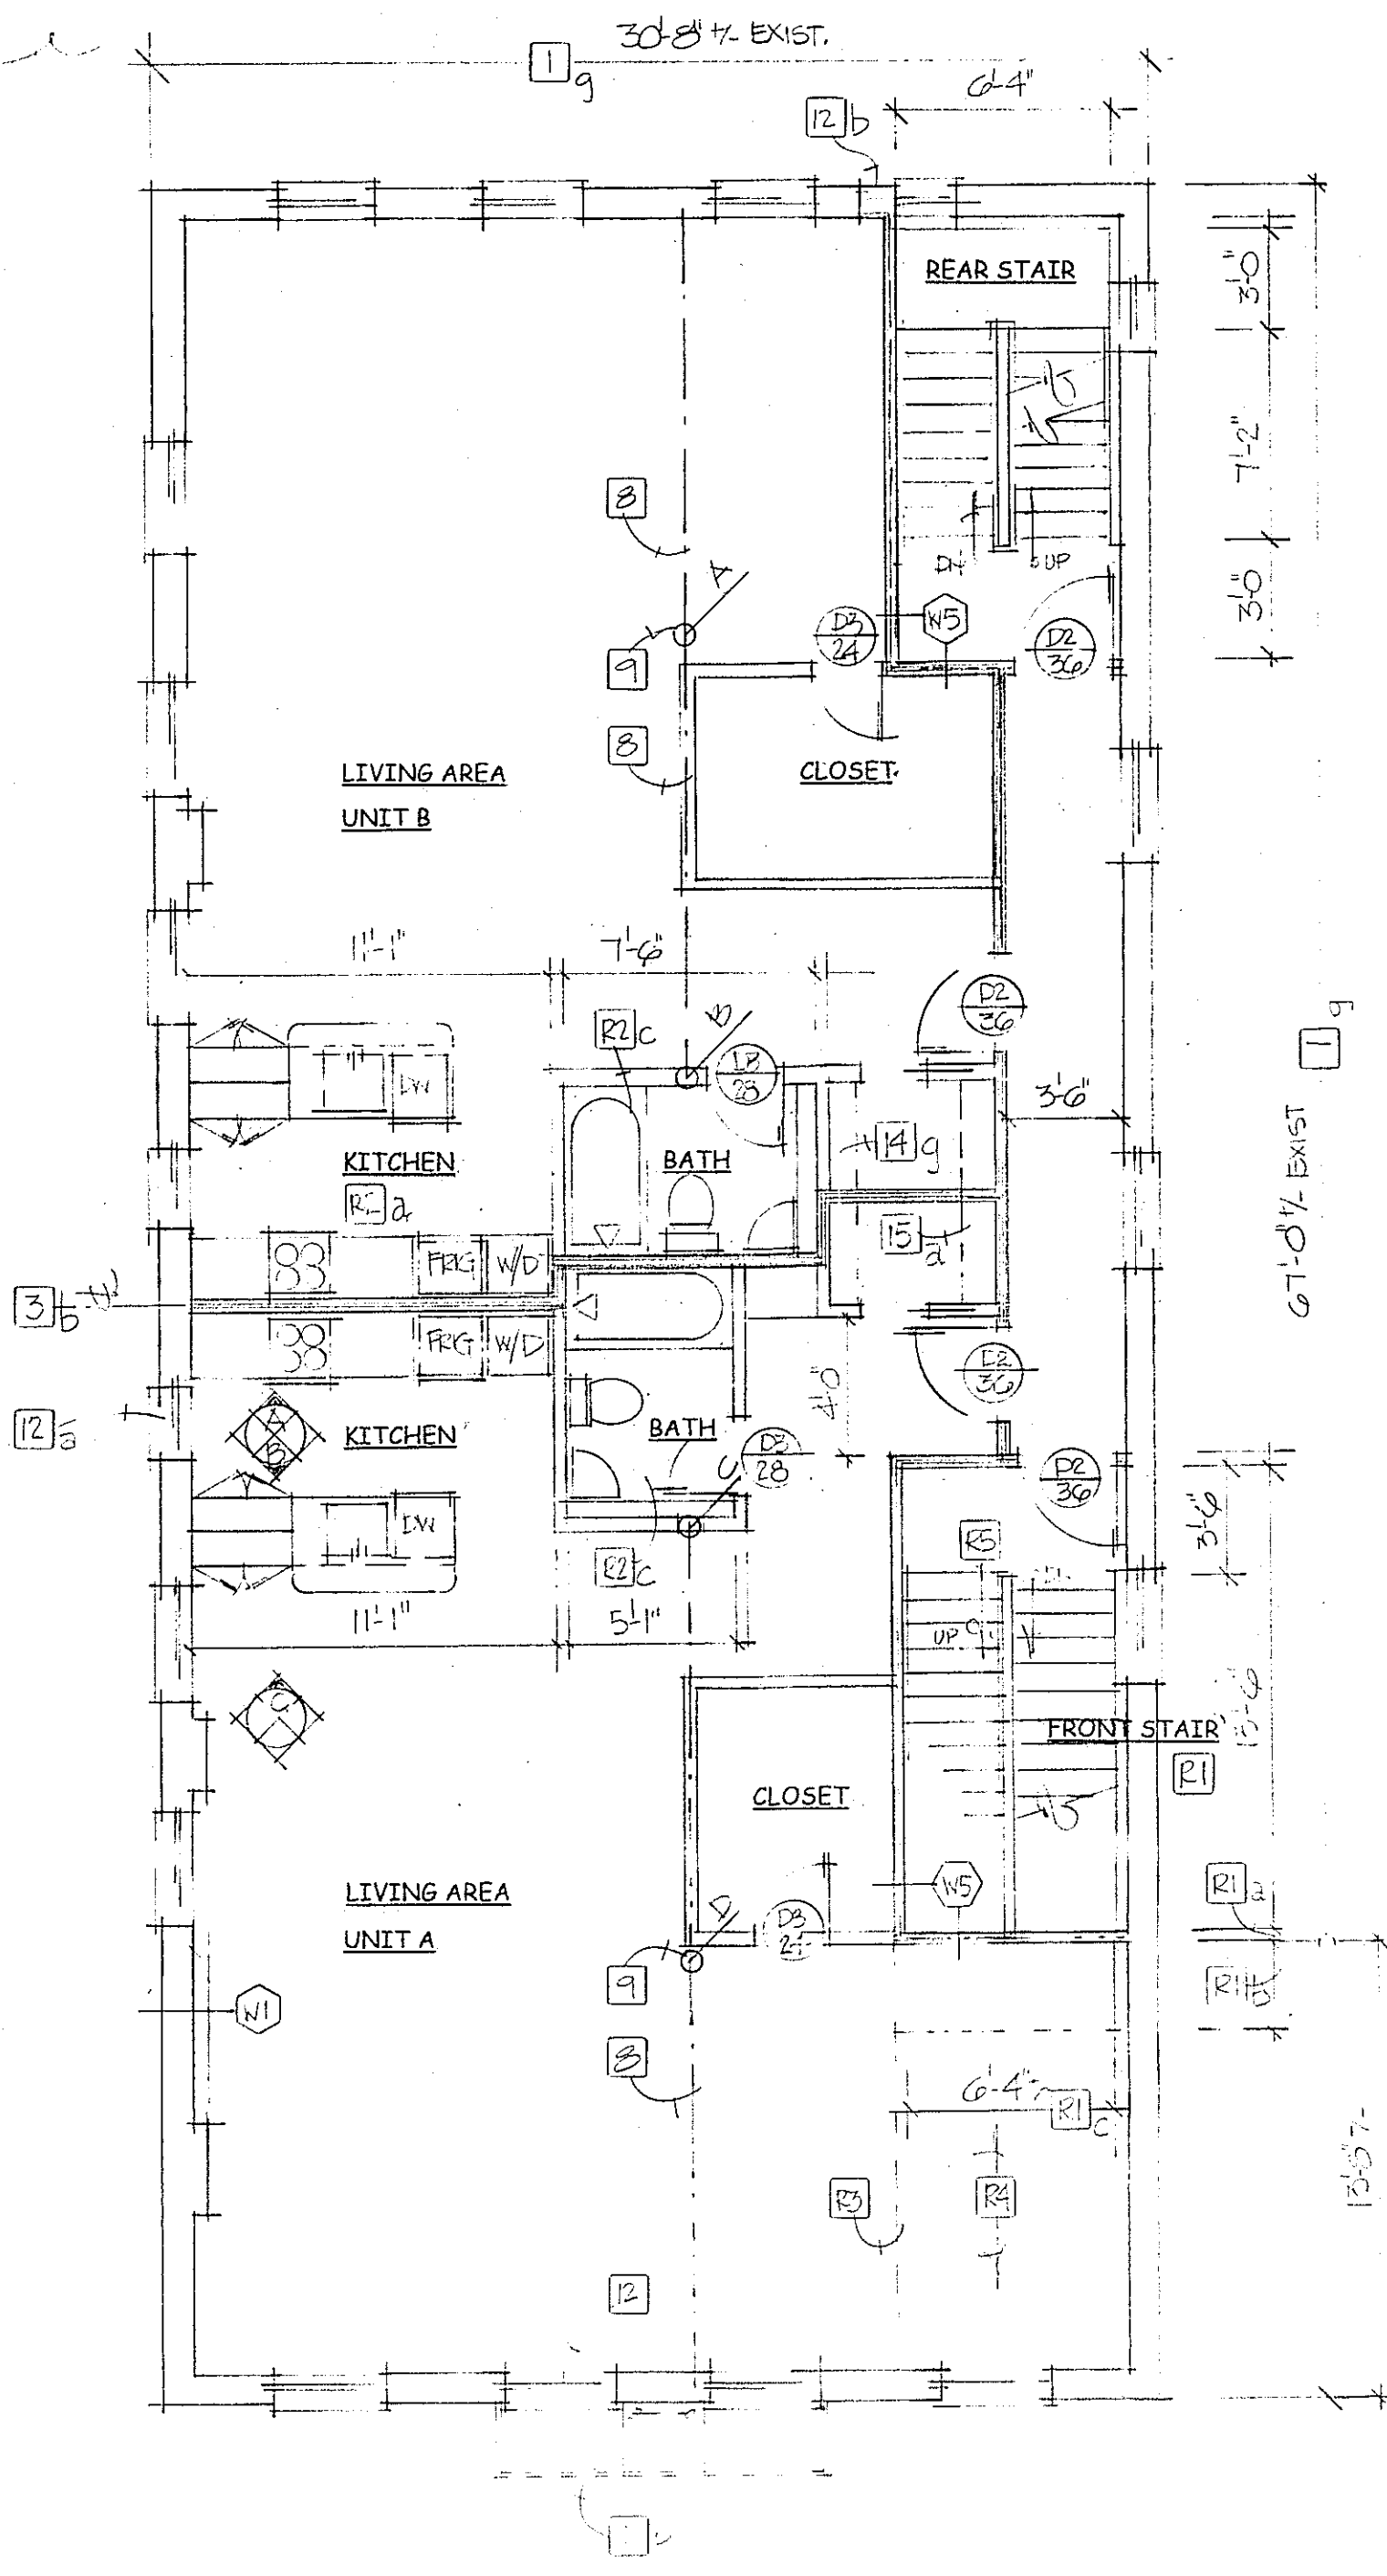 30'-8" +/- EXIST.
1 g
6'-4"
12 b
REAR STAIR
3'-0"
7'-2"
8
A
DN
UP
3'-0"
D3
24
W5
D2
36
9
8
LIVING AREA
UNIT B
CLOSET
11'-1"
7'-6"
D2
36
R2 c
B
28
DW
3'-6"
1 g
67'-0" +/- EXIST
14 g
KITCHEN
BATH
a
15 a
FRIG
W/D
3 b
FRIG
W/D
4'-0"
D2
36
12 a
A
B
KITCHEN
BATH
D3
28
C
D2
36
3'-6"
R5
R2 c
11'-1"
5'-1"
UP
C
FRONT STAIR
R1
CLOSET
LIVING AREA
UNIT A
W5
R1 a
D
D3
9
W1
R1 b
8
6'-4"
R1 c
R3
R4
12